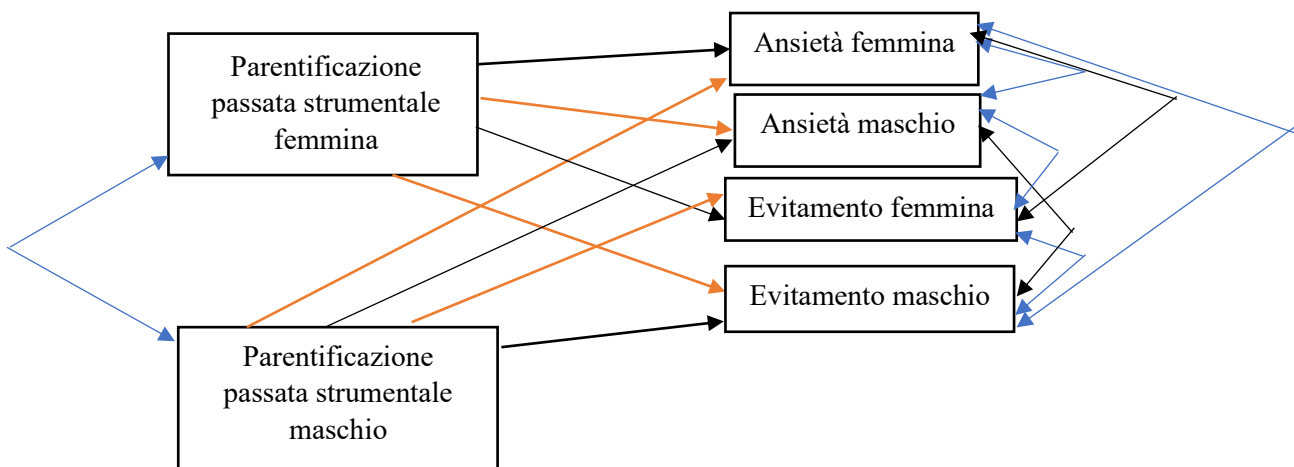 Parentificazione
passata strumentale
femmina
Ansietà femmina
Ansietà maschio
Evitamento femmina
Evitamento maschio
Parentificazione
passata strumentale
maschio